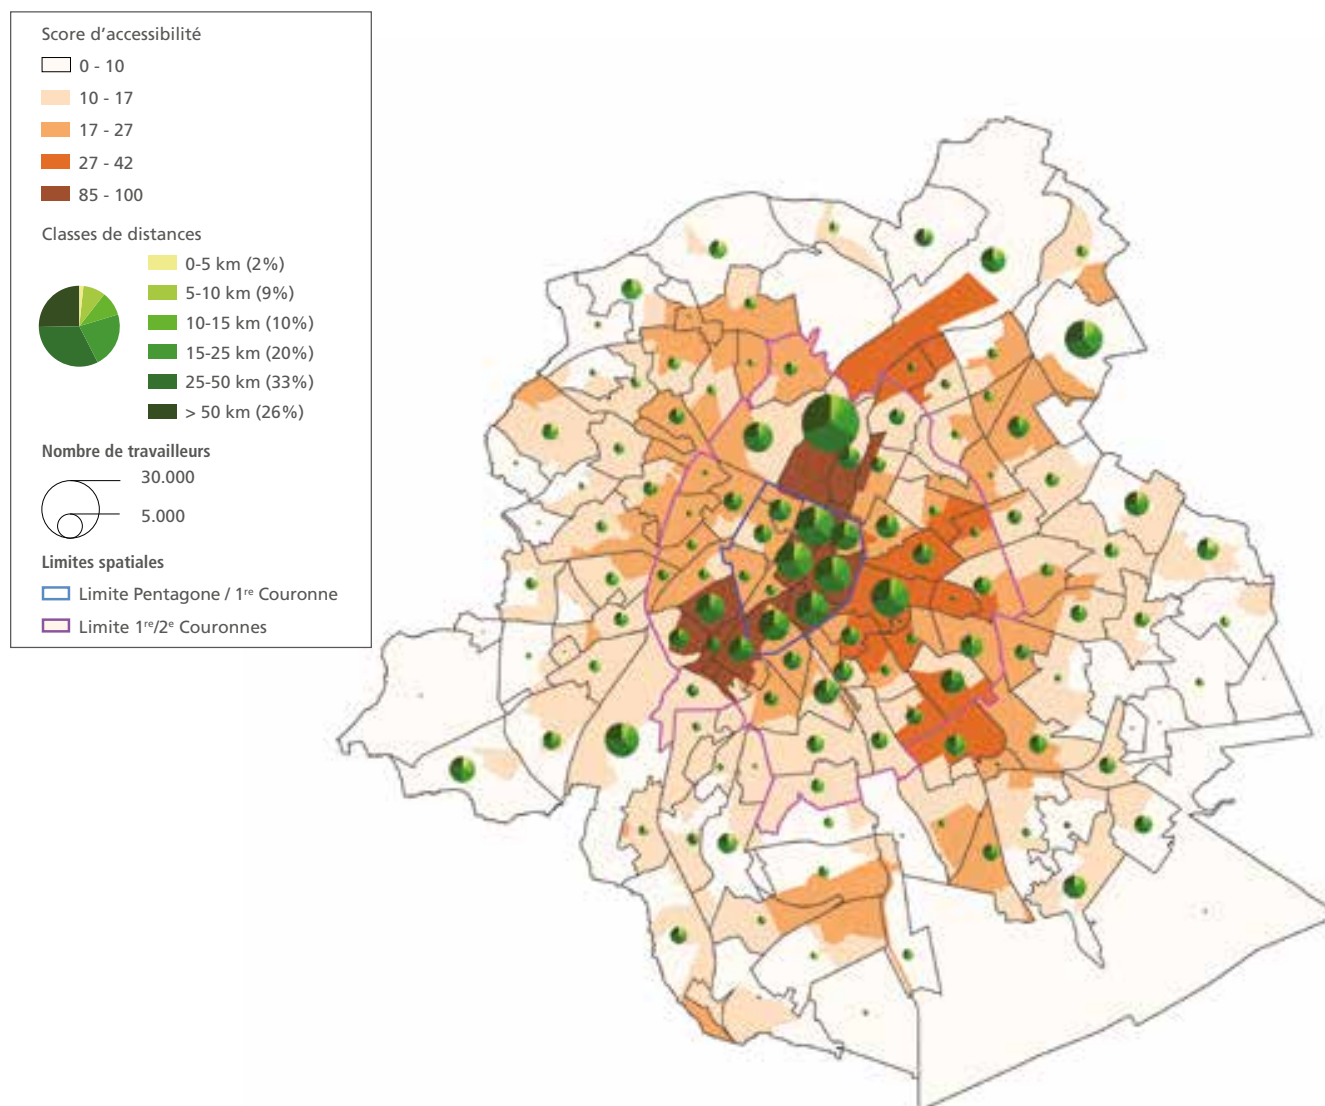 Score d’accessibilité
0 - 10
10 - 17
17 - 27
27 - 42
85 - 100
Classes de distances
0-5 km (2%)
5-10 km (9%)
10-15 km (10%)
15-25 km (20%)
25-50 km (33%)
> 50 km (26%)
Nombre de travailleurs
30.000
5.000
Limites spatiales
Limite Pentagone / 1re Couronne
Limite 1re/2e Couronnes